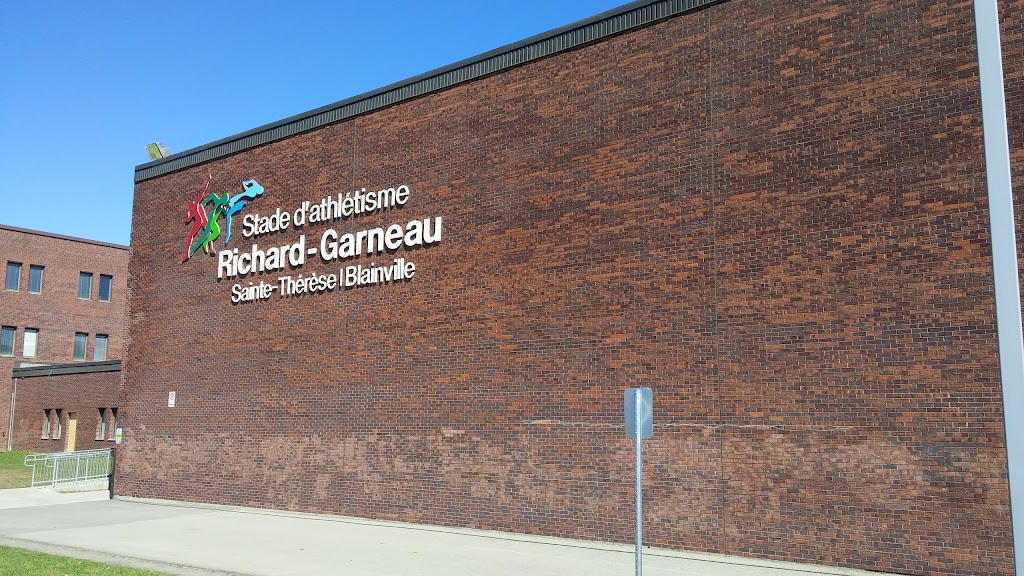 Stade d'athlétisme
Richard-Garneau
Sainte-Thérèse | Blainville